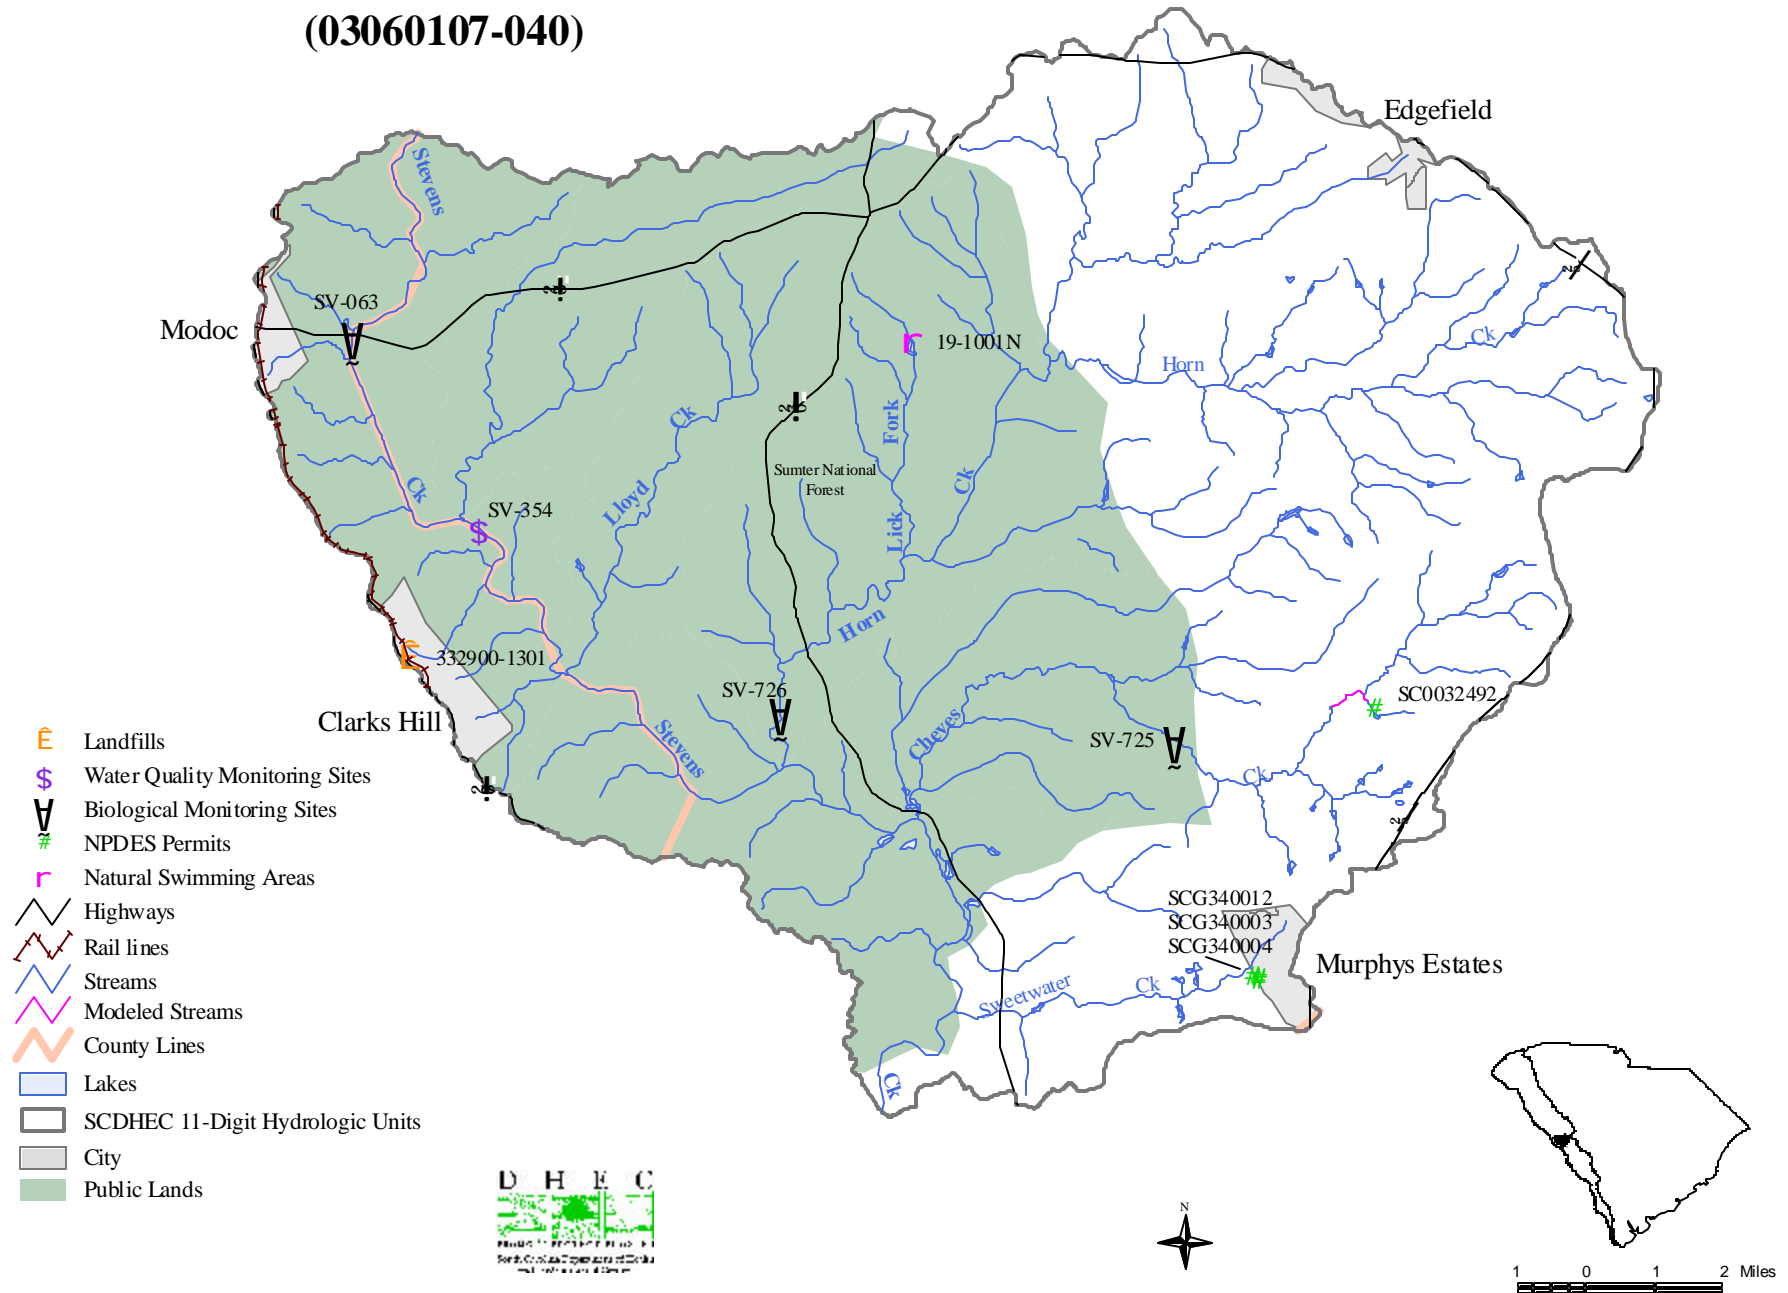 (03060107-040)
Edgefield
Stevens
SV-063
Modoc
19-1001N
Ck
Horn
Ck
Fork
Sumter National
Forest
Ck
Ck
SV-354
Lloyd
Lick
Horn
332900-1301
SV-726
SC0032492
Clarks Hill
Stevens
Cheves
SV-725
Ck
Landfills
Water Quality Monitoring Sites
Biological Monitoring Sites
NPDES Permits
Natural Swimming Areas
Highways
Rail lines
Streams
Modeled Streams
County Lines
Lakes
SCDHEC 11-Digit Hydrologic Units
City
Public Lands
SCG340012
SCG340003
SCG340004
Murphys Estates
Sweetwater
Ck
Ck
D H E C
N
1 0 1 2 Miles